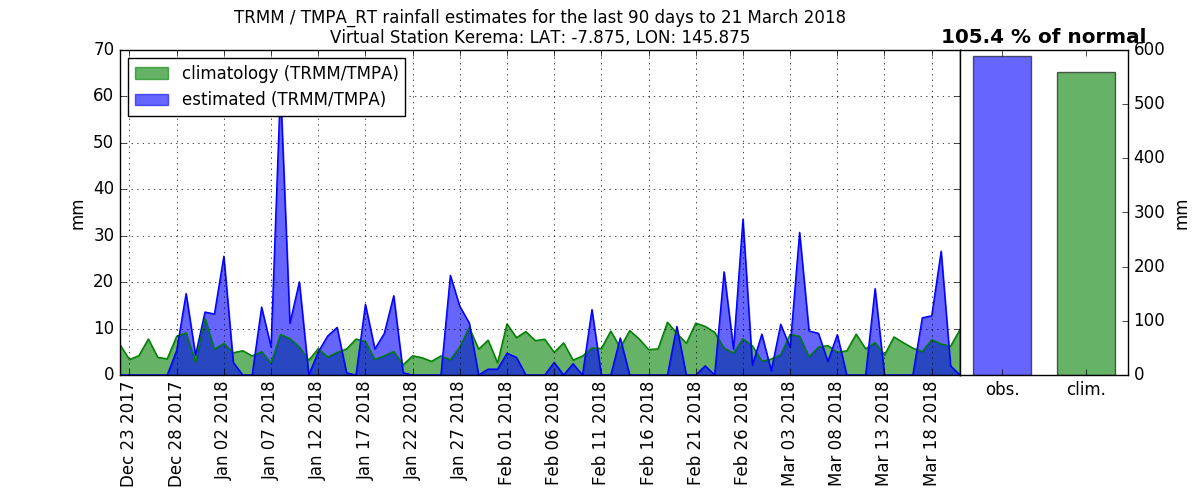 TRMM / TMPA_RT rainfall estimates for the last 90 days to 21 March 2018
Virtual Station Kerema: LAT: -7.875, LON: 145.875
105.4 % of normal
climatology (TRMM/TMPA)
estimated (TRMM/TMPA)
70
60
50
40
30
20
10
0
mm
Dec 23 2017
Dec 28 2017
Jan 02 2018
Jan 07 2018
Jan 12 2018
Jan 17 2018
Jan 22 2018
Jan 27 2018
Feb 01 2018
Feb 06 2018
Feb 11 2018
Feb 16 2018
Feb 21 2018
Feb 26 2018
Mar 03 2018
Mar 08 2018
Mar 13 2018
Mar 18 2018
600
500
400
300
200
100
0
mm
obs.
clim.